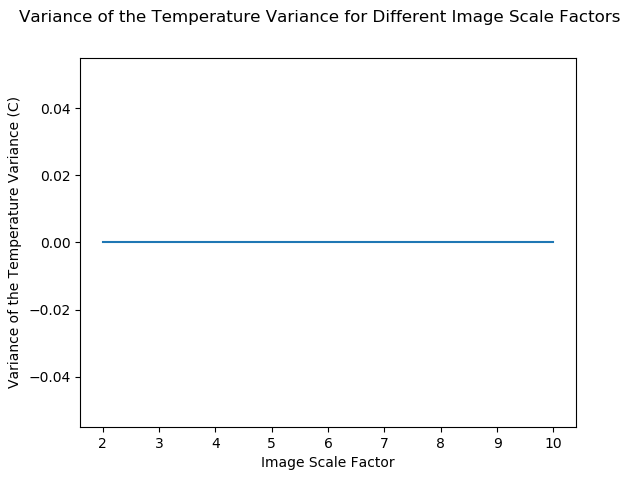 Variance of the Temperature Variance for Different Image Scale Factors
Variance of the Temperature Variance (C)
0.04
0.02
0.00
−0.02
−0.04
2 3 4 5 6 7 8 9 10
Image Scale Factor